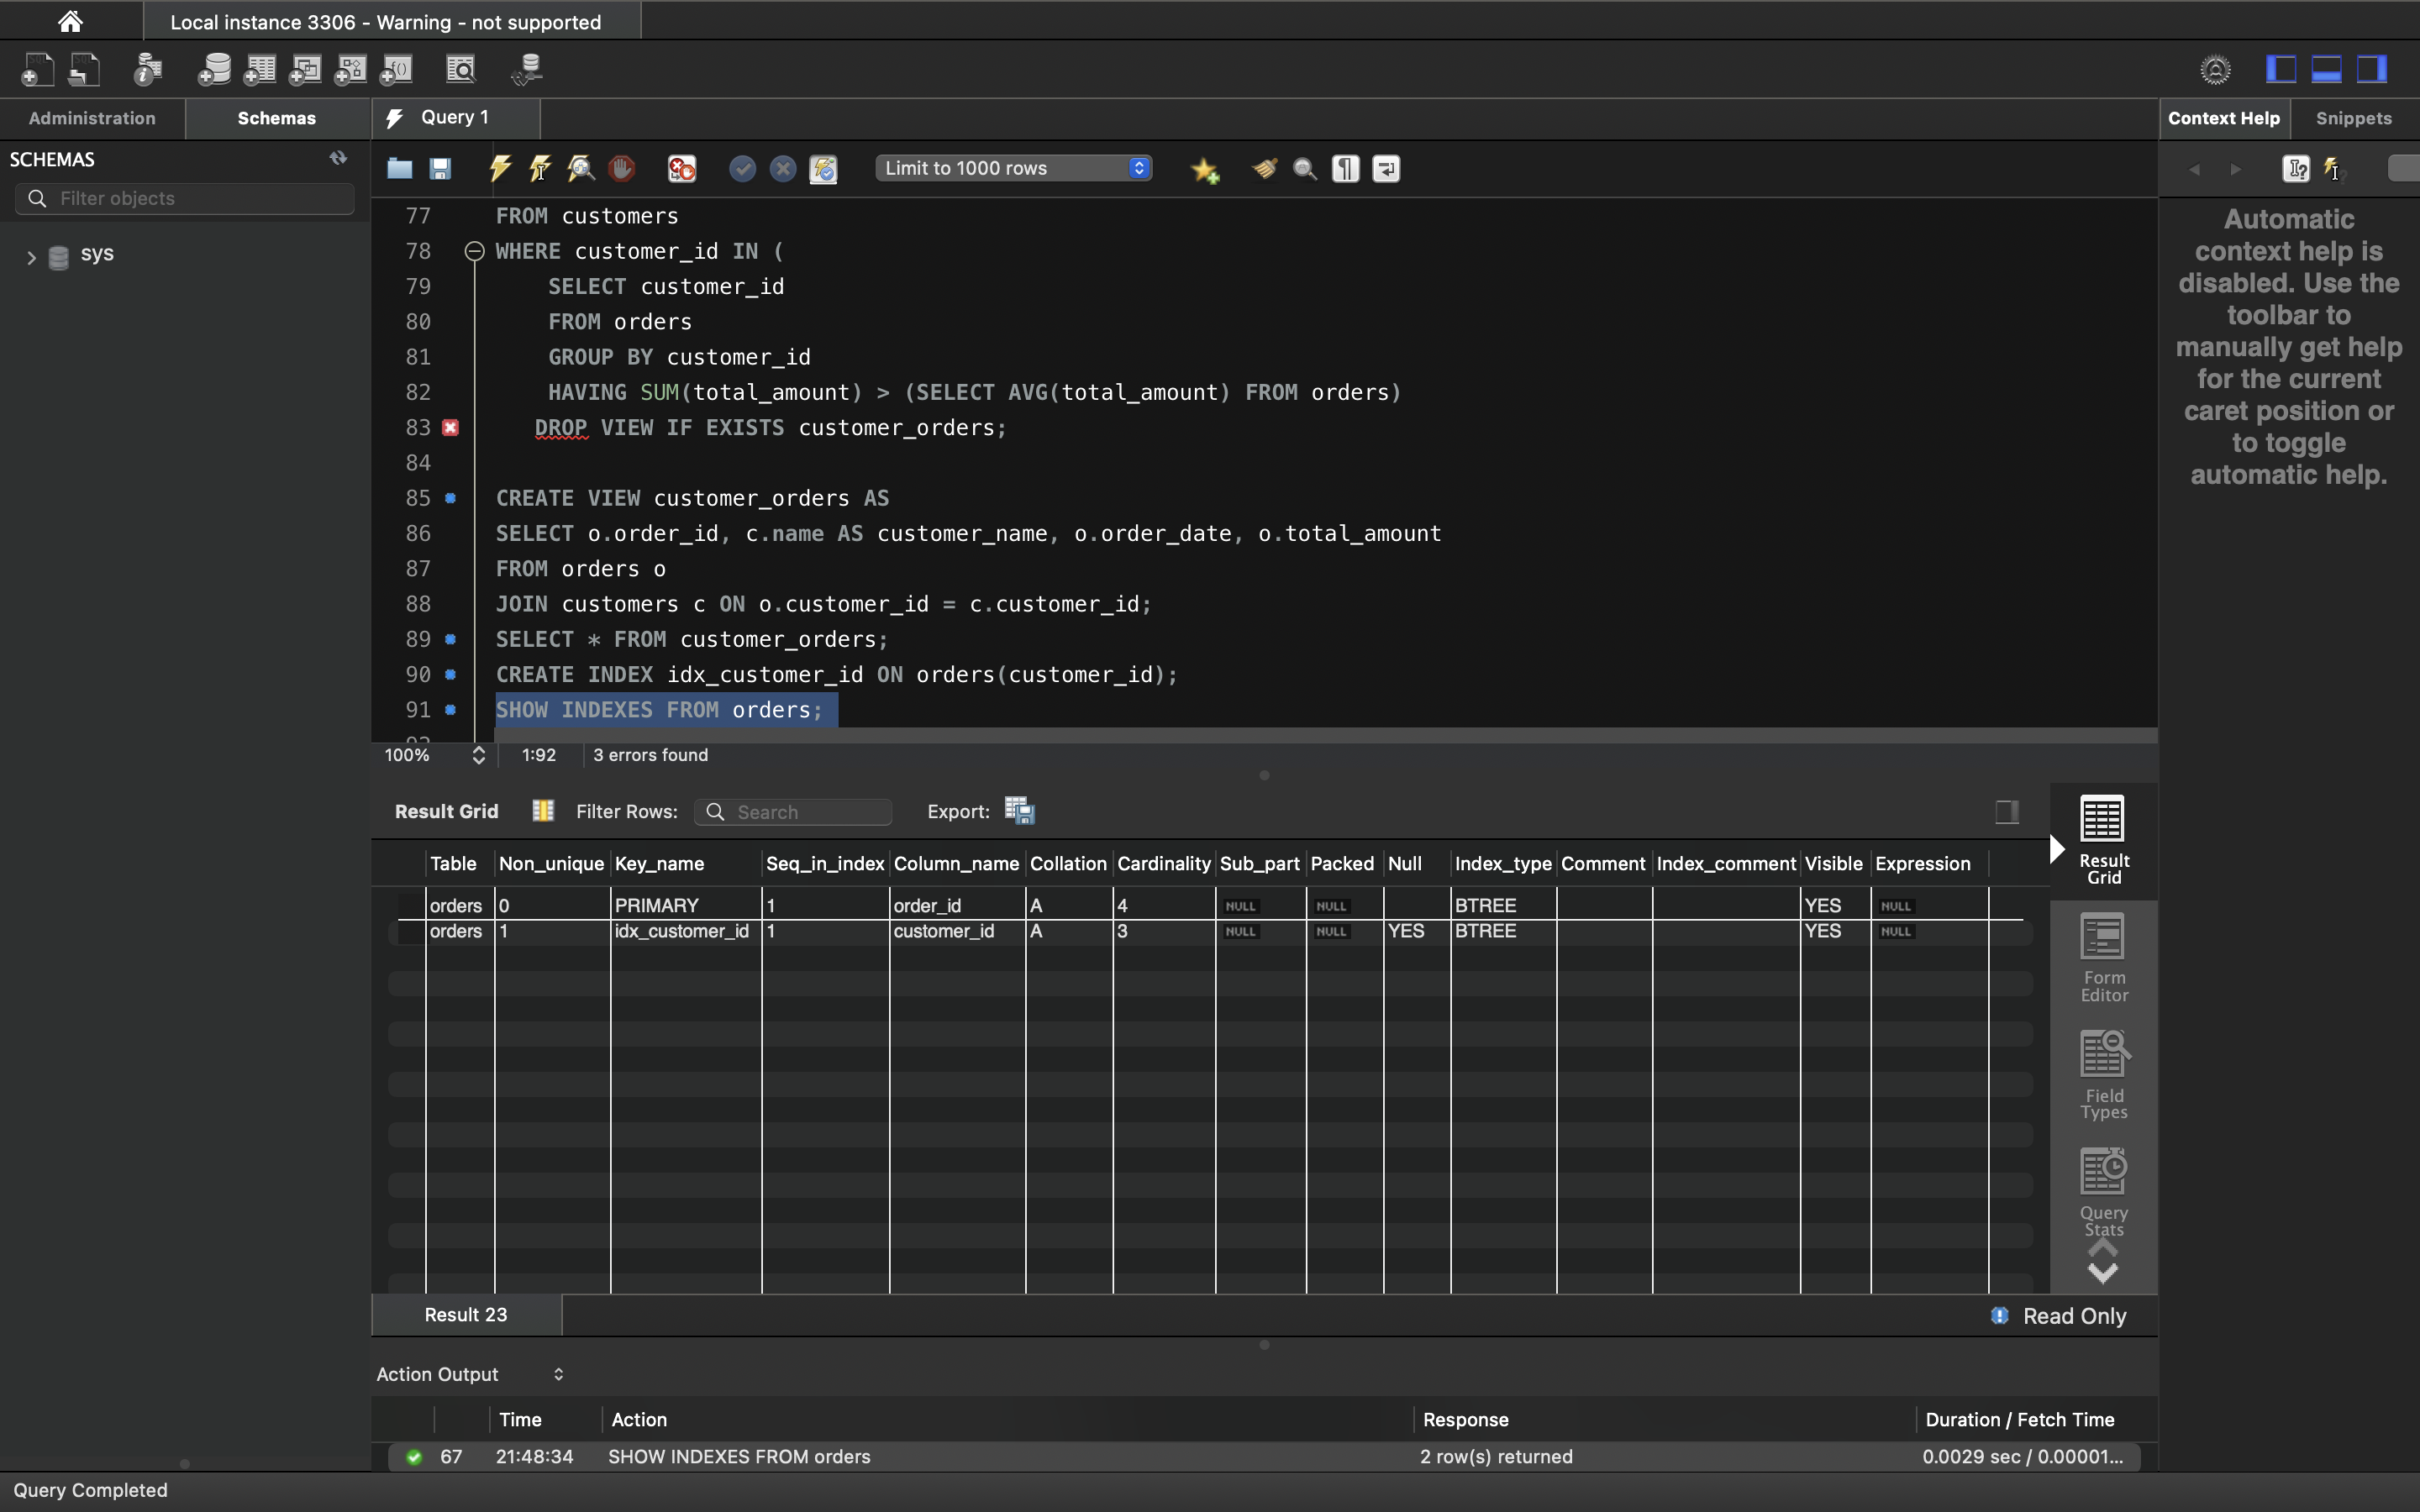 Local instance 3306 - Warning - not supported
Administration
Schemas
Query 1
Context Help
Snippets
SCHEMAS
Filter objects
sys
Limit to 1000 rows
77 FROM customers
78 WHERE customer_id IN (
79 SELECT customer_id
80 FROM orders
81 GROUP BY customer_id
82 HAVING SUM(total_amount) > (SELECT AVG(total_amount) FROM orders)
83 DROP VIEW IF EXISTS customer_orders;
84
85 CREATE VIEW customer_orders AS
86 SELECT o.order_id, c.name AS customer_name, o.order_date, o.total_amount
87 FROM orders o
88 JOIN customers c ON o.customer_id = c.customer_id;
89 SELECT * FROM customer_orders;
90 CREATE INDEX idx_customer_id ON orders(customer_id);
91 SHOW INDEXES FROM orders;
100% 1:92 3 errors found
Automatic
context help is
disabled. Use the
toolbar to
manually get help
for the current
caret position or
to toggle
automatic help.
Result Grid Filter Rows: Search Export:
Table Non_unique Key_name Seq_in_index Column_name Collation Cardinality Sub_part Packed Null Index_type Comment Index_comment Visible Expression
orders 0 PRIMARY 1 order_id A 4 NULL NULL BTREE YES NULL
orders 1 idx_customer_id 1 customer_id A 3 NULL NULL YES BTREE YES NULL
Result
Grid
Form
Editor
Field
Types
Query
Stats
Result 23
Read Only
Action Output
Time Action Response Duration / Fetch Time
67 21:48:34 SHOW INDEXES FROM orders 2 row(s) returned 0.0029 sec / 0.00001...
Query Completed